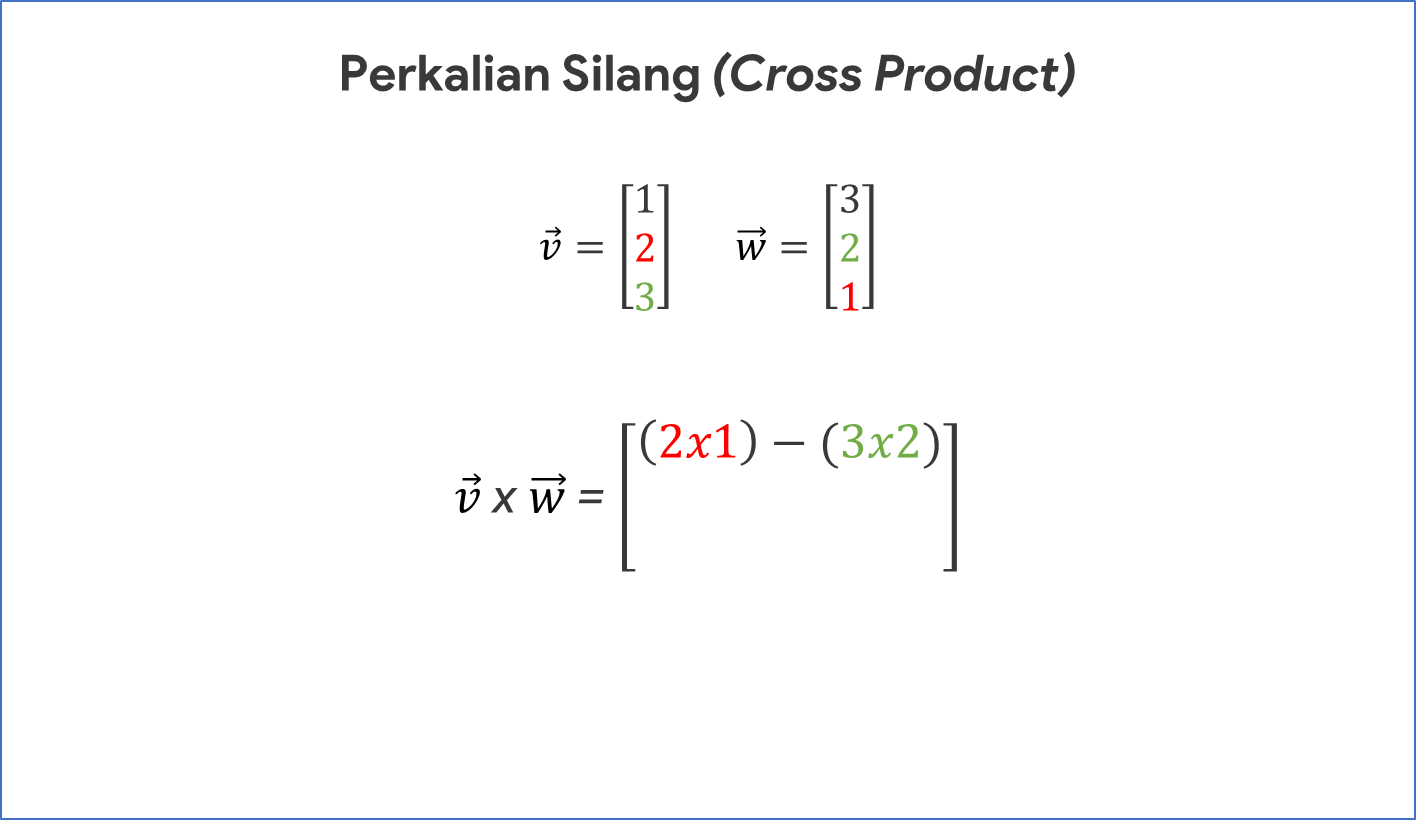 Perkalian Silang (Cross Product)
v⃗ = [1 2 3] w⃗ = [3 2 1]
v⃗ x w⃗ = [(2x1) − (3x2)]